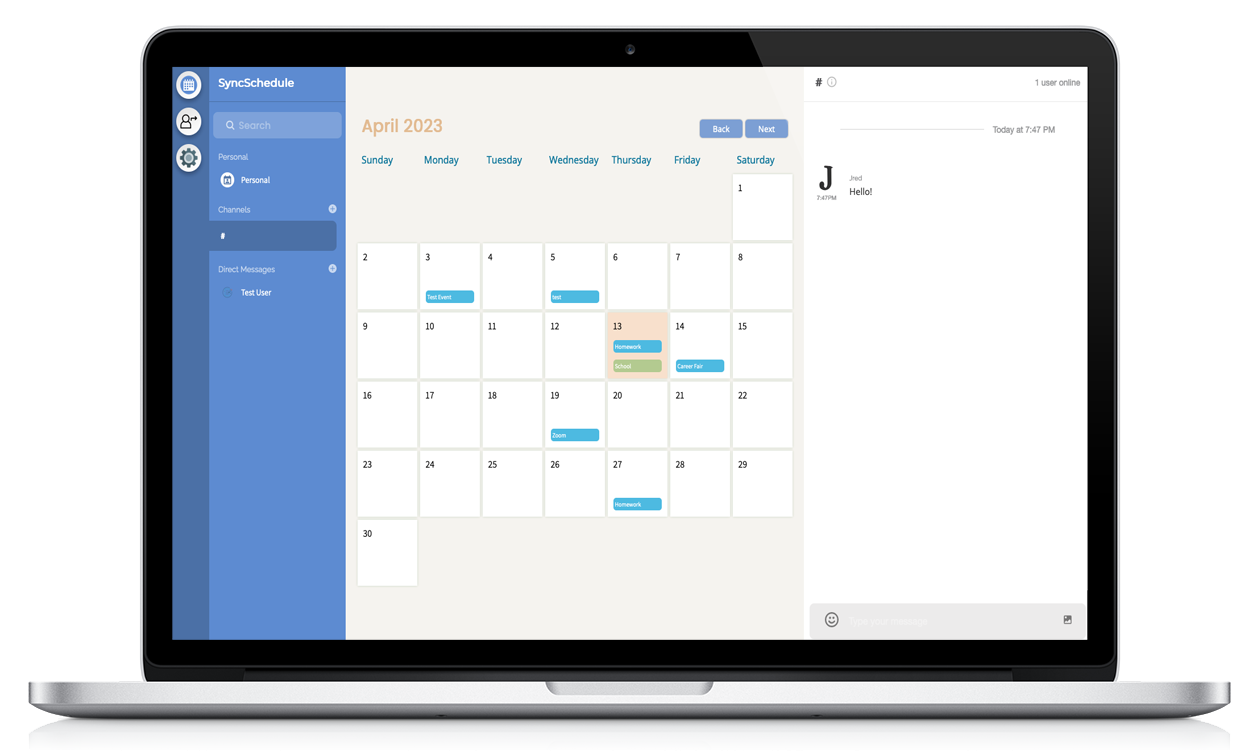 SyncSchedule
Search
Personal
Personal
Channels
#
Direct Messages
Test User
April 2023
Back
Next
Sunday Monday Tuesday Wednesday Thursday Friday Saturday
1
2 3 4 5 6 7 8
Test Event
test
9 10 11 12 13 14 15
Homework
School
Career Fair
16 17 18 19 20 21 22
Zoom
23 24 25 26 27 28 29
Homework
30
#
1 user online
Today at 7:47 PM
J
7:47PM
Jred
Hello!
Type your message